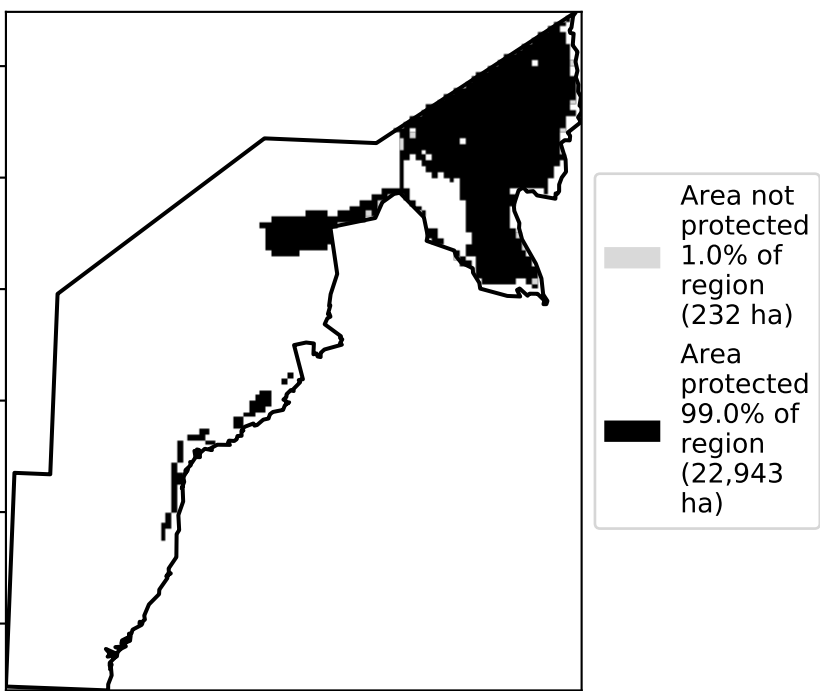 Area not
protected
1.0% of
region
(232 ha)
Area
protected
99.0% of
region
(22,943
ha)